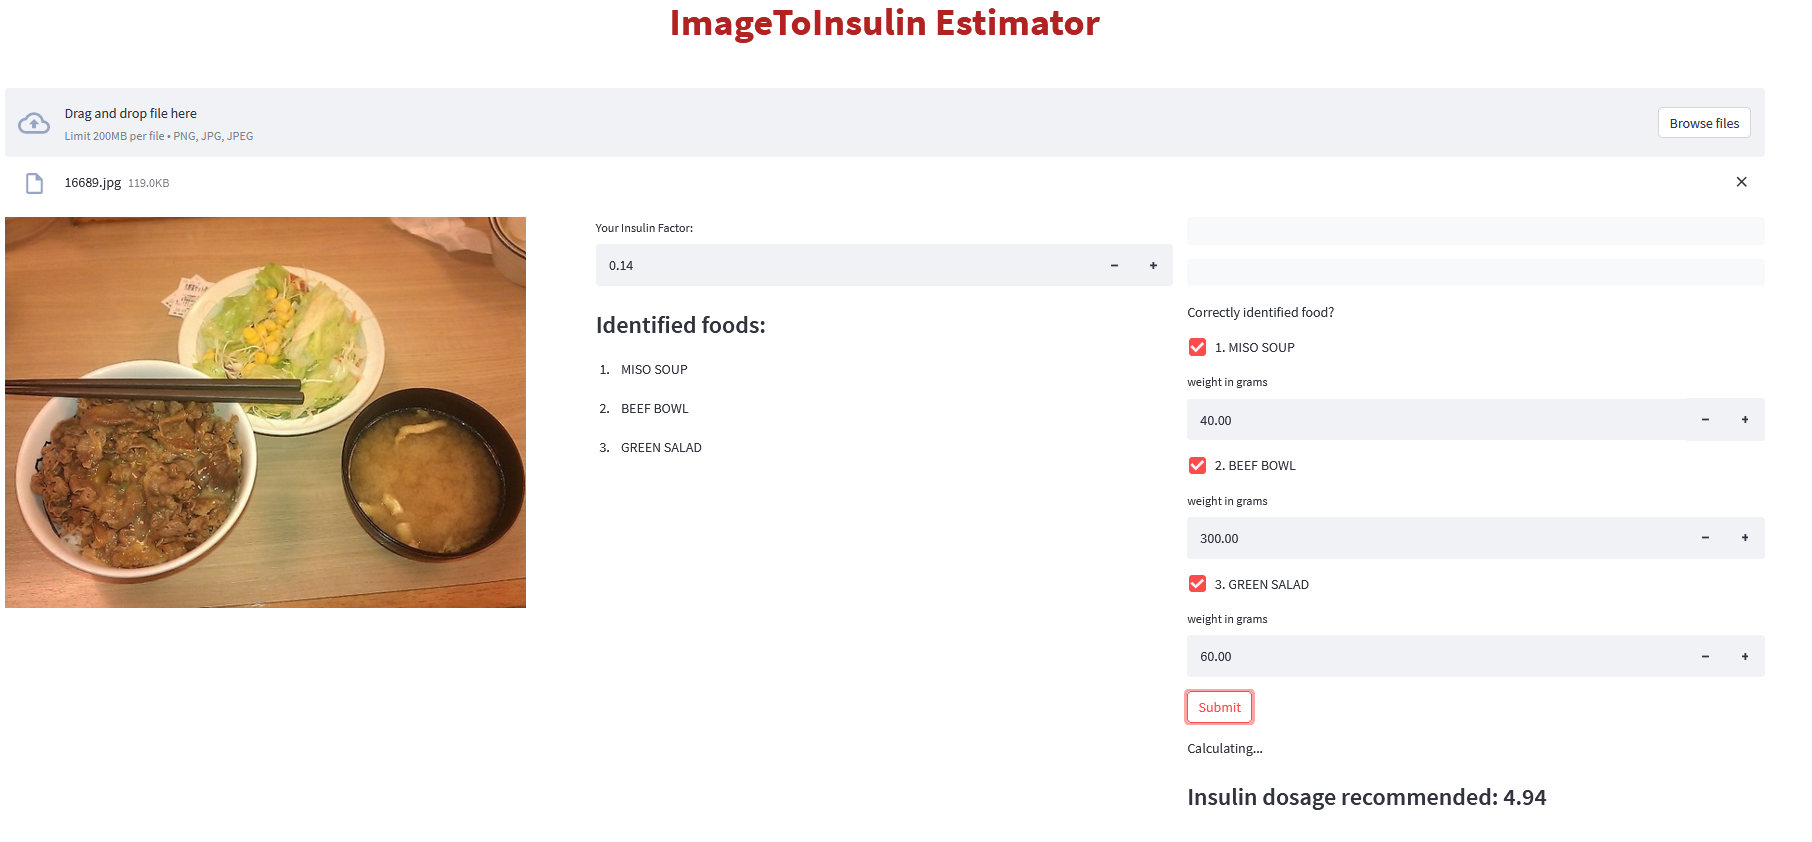 ImageToInsulin Estimator
Drag and drop file here
Limit 200MB per file • PNG, JPG, JPEG
Browse files
16689.jpg 119.0KB
Your Insulin Factor:
0.14
Identified foods:
1. MISO SOUP
2. BEEF BOWL
3. GREEN SALAD
Correctly identified food?
1. MISO SOUP
weight in grams
40.00
2. BEEF BOWL
weight in grams
300.00
3. GREEN SALAD
weight in grams
60.00
Submit
Calculating...
Insulin dosage recommended: 4.94